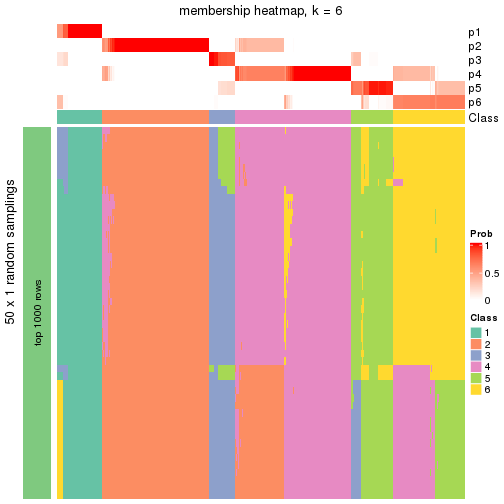 membership heatmap, k = 6
p1
p2
p3
p4
p5
p6
Class
50 x 1 random samplings
top 1000 rows
Prob
1
0.5
0
Class
1
2
3
4
5
6